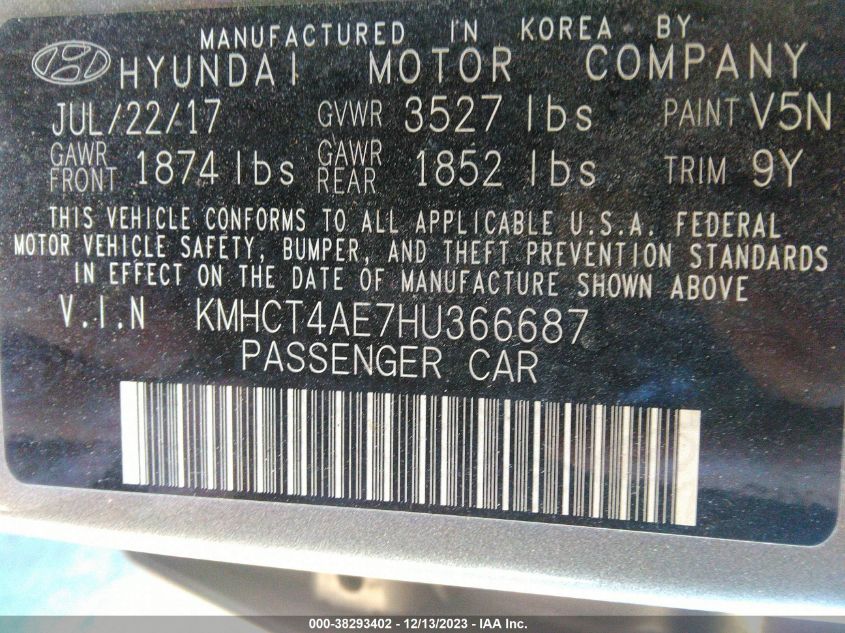 MANUFACTURED IN KOREA BY
HYUNDAI MOTOR COMPANY
JUL/22/17 GVWR 3527 lbs PAINT V5N
GAWR FRONT 1874 lbs GAWR REAR 1852 lbs TRIM 9Y
THIS VEHICLE CONFORMS TO ALL APPLICABLE U.S.A. FEDERAL
MOTOR VEHICLE SAFETY, BUMPER, AND THEFT PREVENTION STANDARDS
IN EFFECT ON THE DATE OF MANUFACTURE SHOWN ABOVE
V.I.N KMHCT4AE7HU366687
PASSENGER CAR
000-38293402 - 12/13/2023 - IAA Inc.